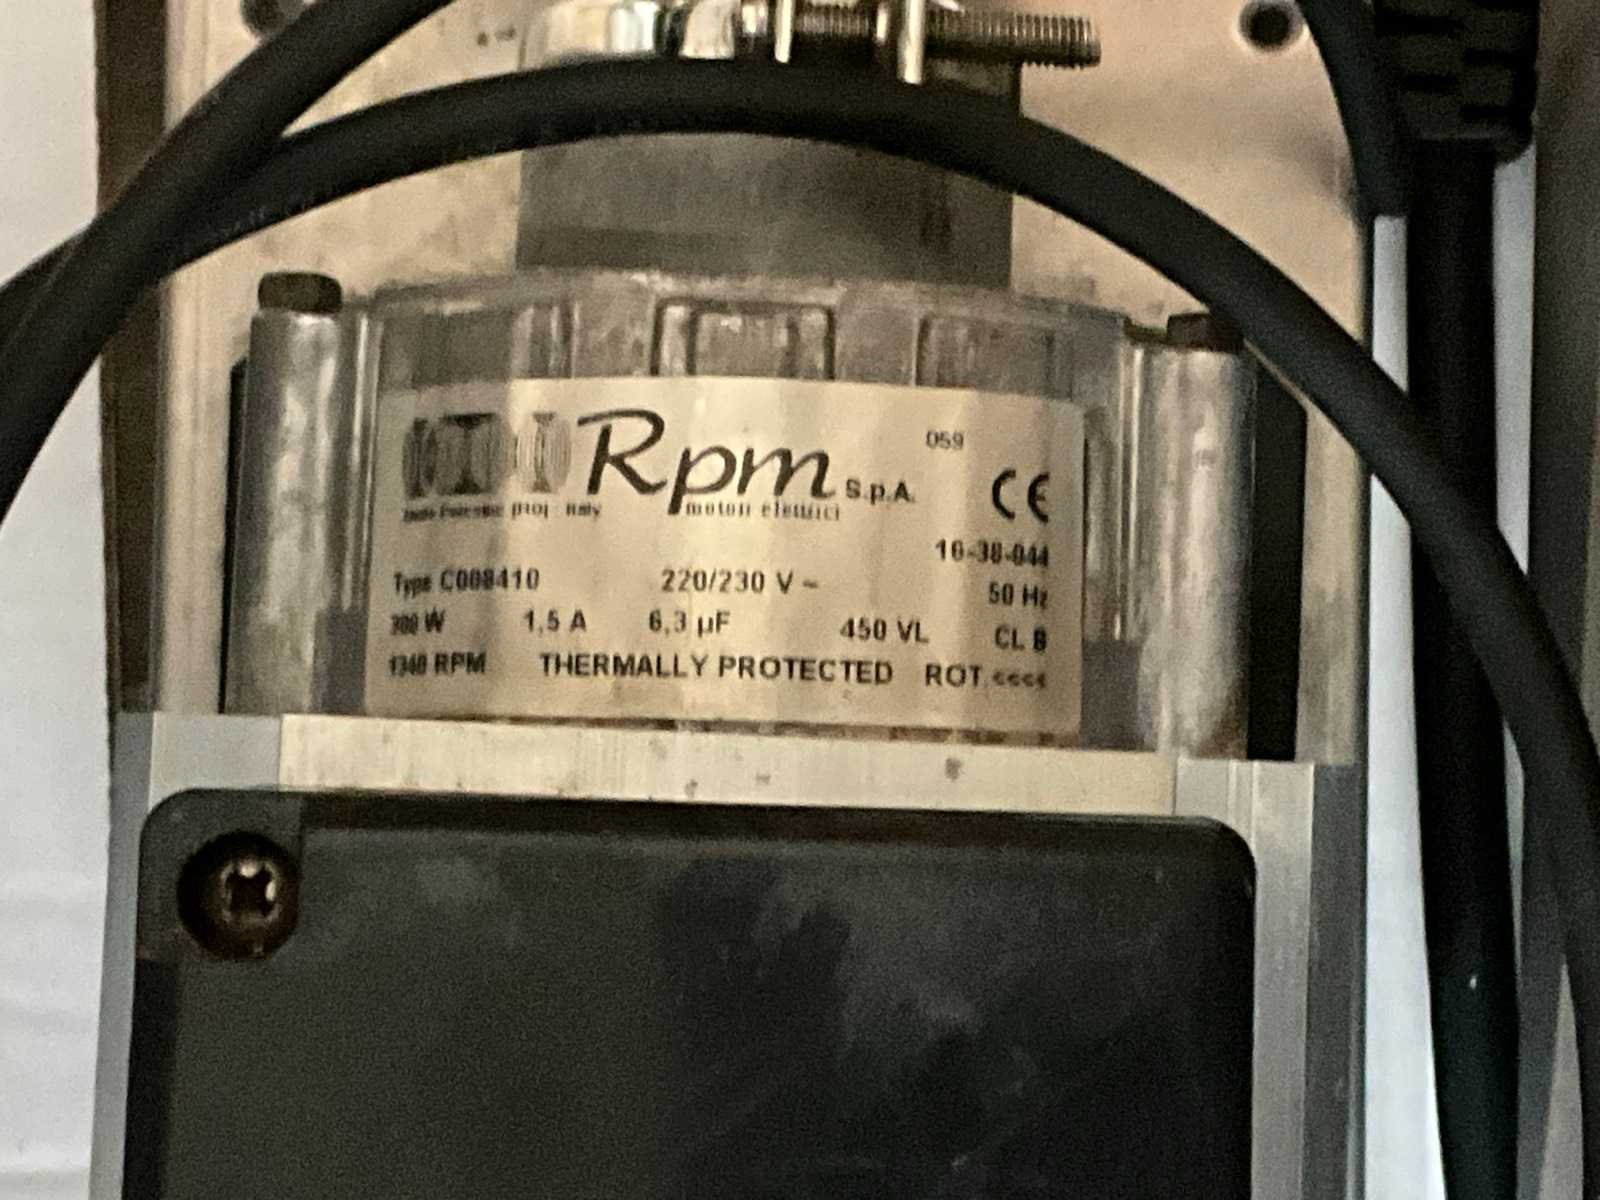 Rpm S.p.A. 059
CE
motori elettrici
16-38-044
Type C008410 220/230 V ~ 50 Hz
1,5 A 6,3 µF 450 VL CL B
1340 RPM THERMALLY PROTECTED ROT. <<<<